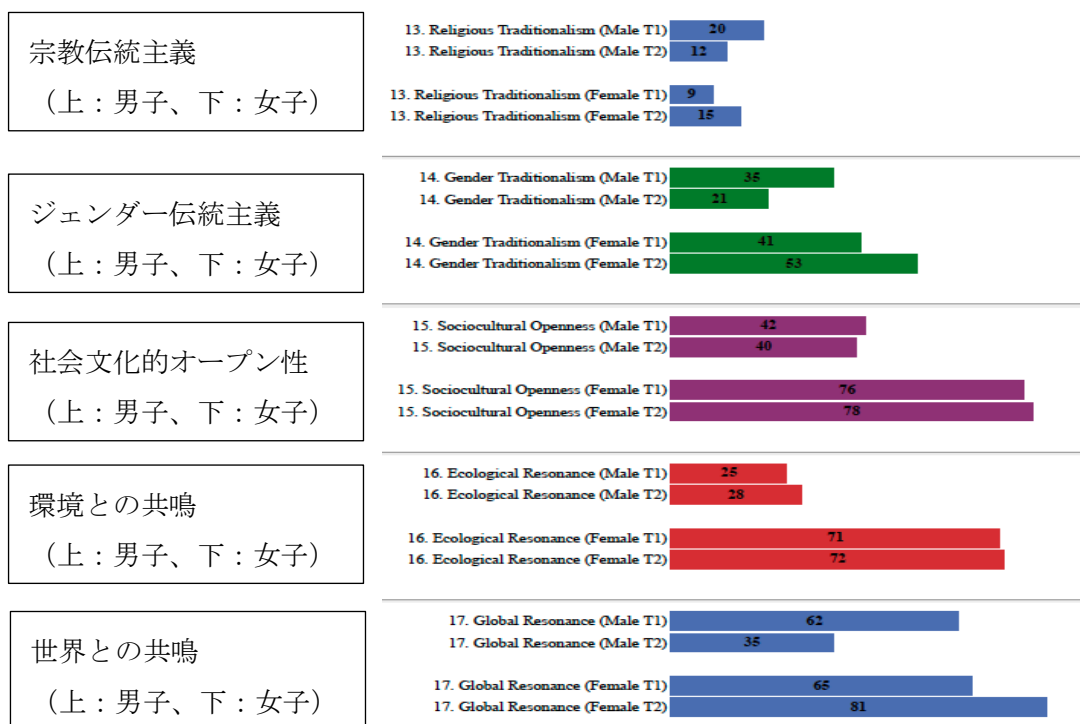 宗教伝統主義
（上：男子、下：女子）
13. Religious Traditionalism (Male T1) 20
13. Religious Traditionalism (Male T2) 12
13. Religious Traditionalism (Female T1) 9
13. Religious Traditionalism (Female T2) 15
ジェンダー伝統主義
（上：男子、下：女子）
14. Gender Traditionalism (Male T1) 35
14. Gender Traditionalism (Male T2) 21
14. Gender Traditionalism (Female T1) 41
14. Gender Traditionalism (Female T2) 53
社会文化的オープン性
（上：男子、下：女子）
15. Sociocultural Openness (Male T1) 42
15. Sociocultural Openness (Male T2) 40
15. Sociocultural Openness (Female T1) 76
15. Sociocultural Openness (Female T2) 78
環境との共鳴
（上：男子、下：女子）
16. Ecological Resonance (Male T1) 25
16. Ecological Resonance (Male T2) 28
16. Ecological Resonance (Female T1) 71
16. Ecological Resonance (Female T2) 72
世界との共鳴
（上：男子、下：女子）
17. Global Resonance (Male T1) 62
17. Global Resonance (Male T2) 35
17. Global Resonance (Female T1) 65
17. Global Resonance (Female T2) 81